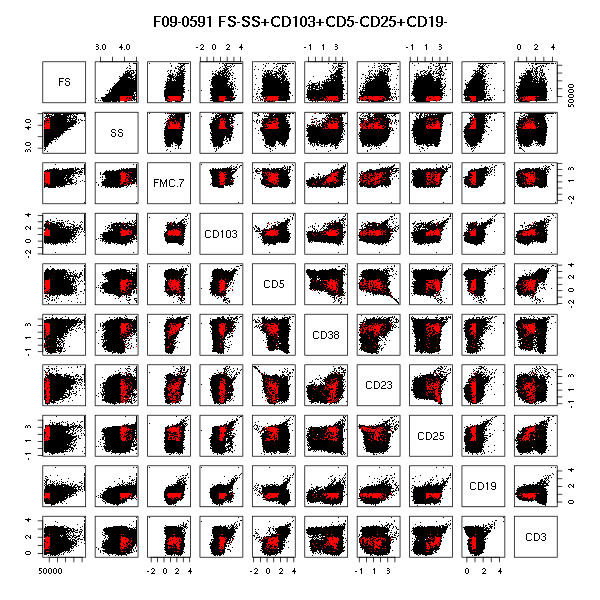 F09-0591 FS-SS+CD103+CD5-CD25+CD19-
3.0 4.0 -2 0 2 4 -1 1 3 -1 1 3 0 2 4
FS
50000
3.0 4.0
SS
FMC.7
-2 1 3
-2 0 2 4
CD103
CD5
-2 0 2 4
-1 1 3
CD38
CD23
-1 1 3
-1 1 3
CD25
CD19
0 2 4
0 2 4
CD3
50000 -2 0 2 4 -2 0 2 4 -1 1 3 0 2 4